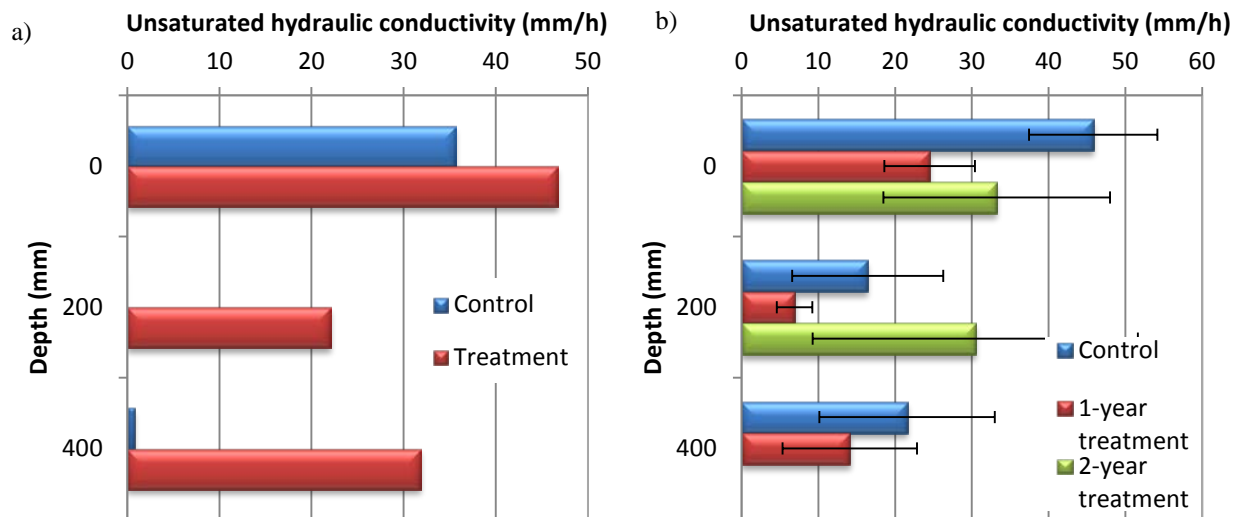 a)
Unsaturated hydraulic conductivity (mm/h)
0 10 20 30 40 50
Depth (mm)
0
200
400
Control
Treatment
b)
Unsaturated hydraulic conductivity (mm/h)
0 10 20 30 40 50 60
Depth (mm)
0
200
400
Control
1-year
treatment
2-year
treatment